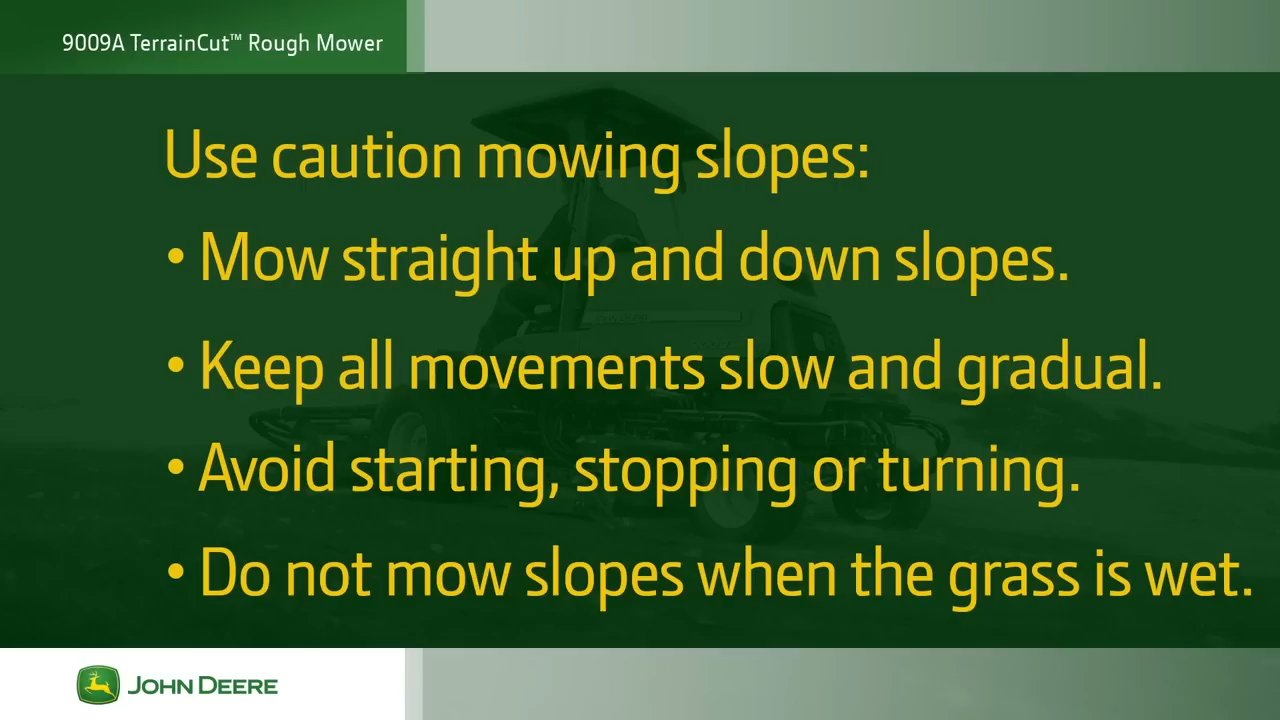 9009A TerrainCut™ Rough Mower
Use caution mowing slopes:
• Mow straight up and down slopes.
• Keep all movements slow and gradual.
• Avoid starting, stopping or turning.
• Do not mow slopes when the grass is wet.
JOHN DEERE